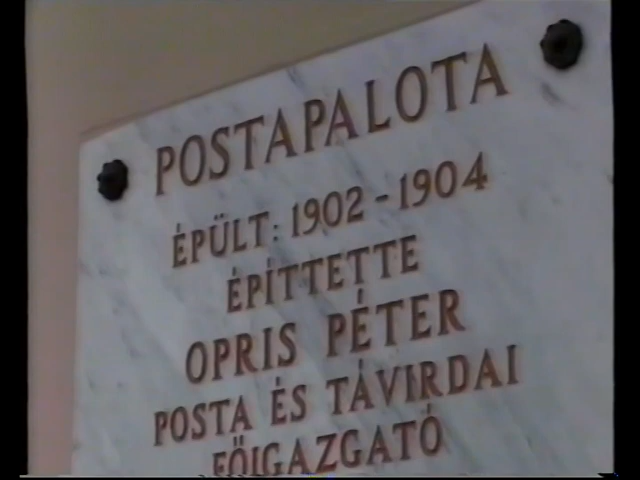 POSTAPALOTA
ÉPÜLT: 1902 - 1904
ÉPÍTTETTE
OPRIS PÉTER
POSTA ÉS TÁVIRDAI
FŐIGAZGATÓ